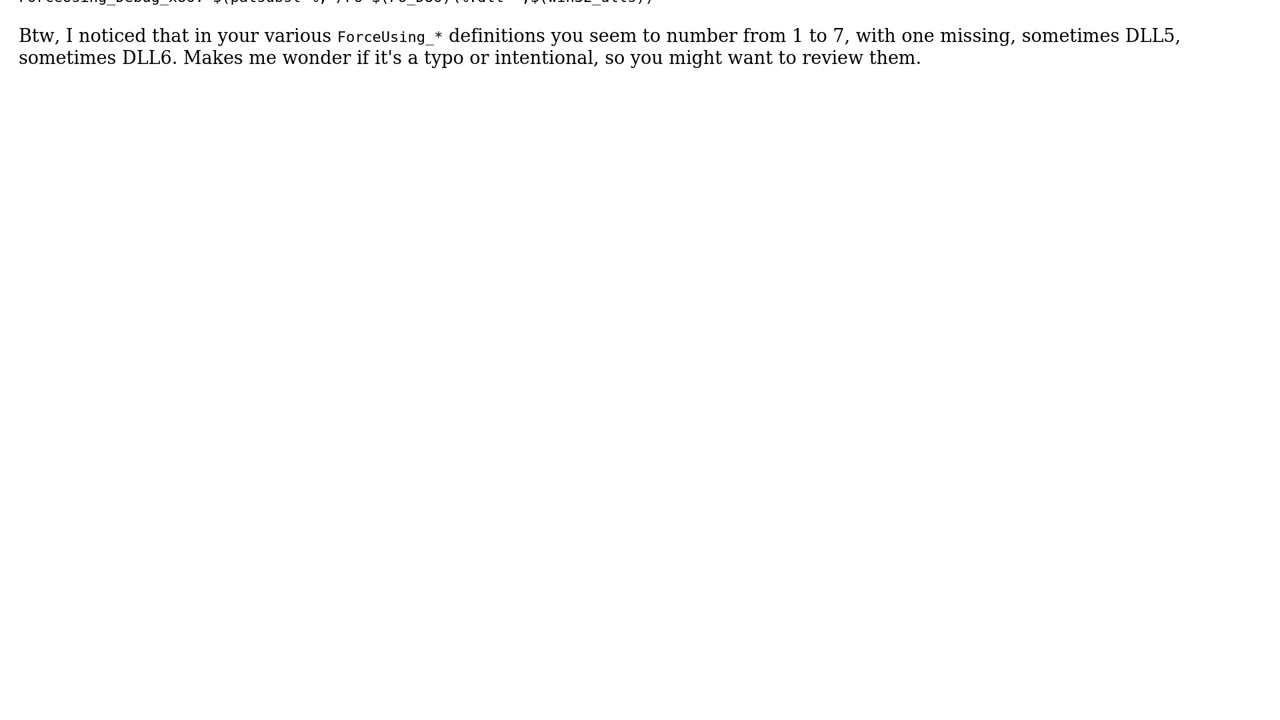 Btw, I noticed that in your various ForceUsing_* definitions you seem to number from 1 to 7, with one missing, sometimes DLL5,
sometimes DLL6. Makes me wonder if it's a typo or intentional, so you might want to review them.